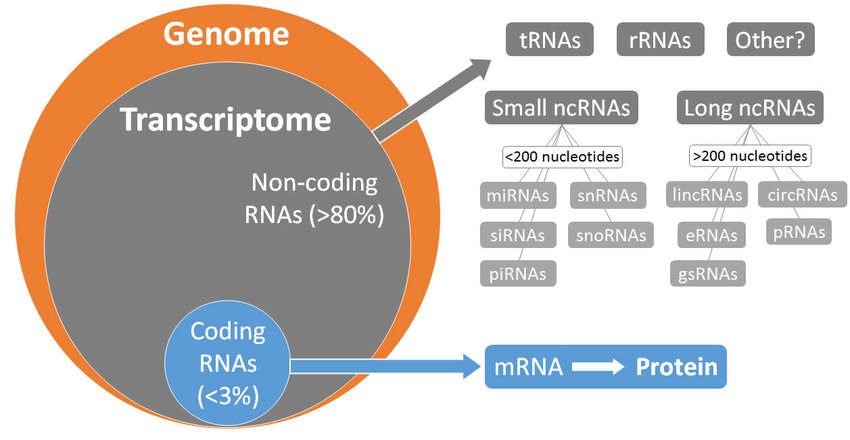 Genome
Transcriptome
Non-coding
RNAs (>80%)
Coding
RNAs
(<3%)
tRNAs
rRNAs
Other?
Small ncRNAs
<200 nucleotides
miRNAs
snRNAs
siRNAs
snoRNAs
piRNAs
Long ncRNAs
>200 nucleotides
lincRNAs
circRNAs
eRNAs
pRNAs
gsRNAs
mRNA
Protein